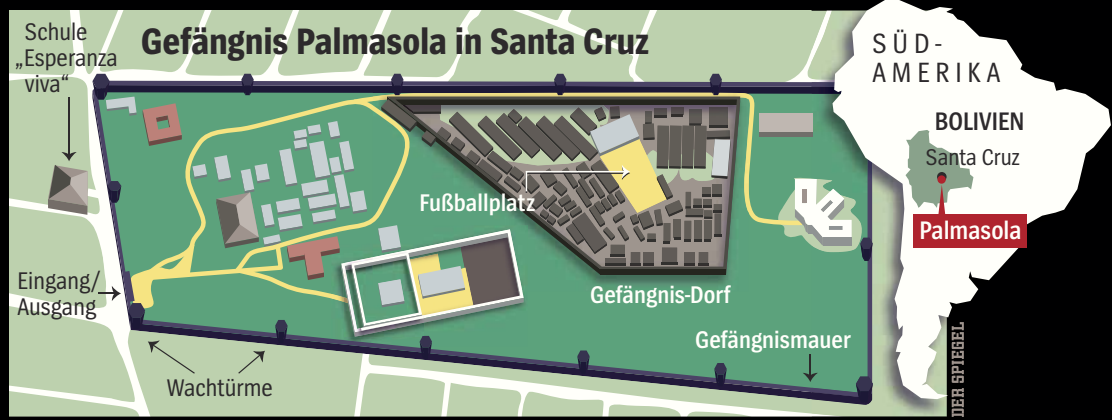 Schule
„Esperanza
viva“
Gefängnis Palmasola in Santa Cruz
SÜD-
AMERIKA
BOLIVIEN
Santa Cruz
Palmasola
Fußballplatz
Eingang/
Ausgang
Gefängnis-Dorf
Gefängnismauer
Wachtürme
DER SPIEGEL